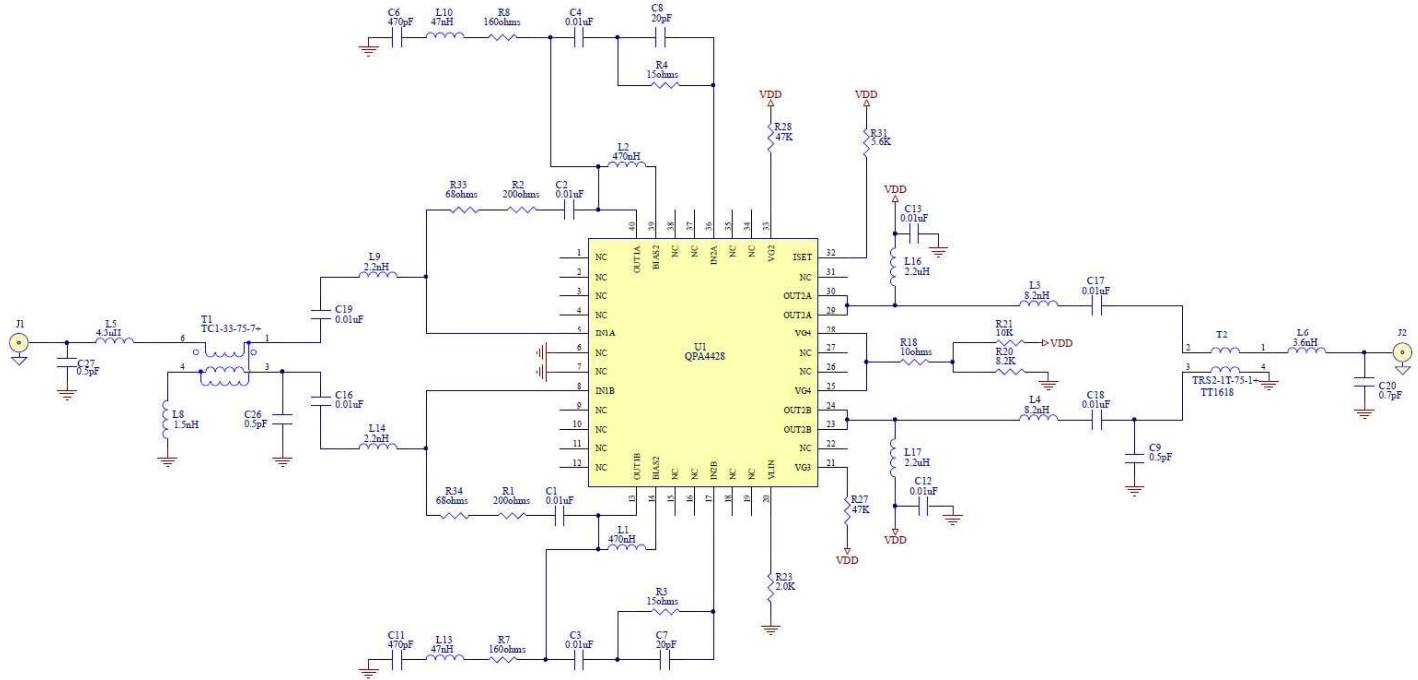 C6
470pF
L10
47nH
R8
160ohms
C4
0.01uF
C8
20pF
R4
15ohms
VDD
R28
47K
VDD
R31
5.6K
L2
470nH
R33
68ohms
R2
200ohms
C2
0.01uF
VDD
C13
0.01uF
L16
2.2uH
40
39
38
37
36
35
34
33
OUT1A
BIAS2
NC
NC
IN2A
NC
NC
VG2
1
NC
2
NC
3
NC
4
NC
5
IN1A
6
NC
7
NC
8
IN1B
9
NC
10
NC
11
NC
12
NC
U1
QPA4428
ISET
32
NC
31
OUT2A
30
OUT2A
29
VG4
28
NC
27
NC
26
VG4
25
OUT2B
24
OUT2B
23
NC
22
VG3
21
OUT1B
BIAS2
NC
NC
IN2B
NC
NC
VLIN
13
14
15
16
17
18
19
20
L9
2.2nH
C19
0.01uF
J1
L5
4.3nH
C27
0.5pF
T1
TC1-33-75-7+
6
1
4
3
L8
1.5nH
C26
0.5pF
C16
0.01uF
L14
2.2nH
R34
68ohms
R1
200ohms
C1
0.01uF
L1
470nH
R3
15ohms
C11
470pF
L13
47nH
R7
160ohms
C3
0.01uF
C7
20pF
R23
2.0K
R27
47K
VDD
L17
2.2uH
C12
0.01uF
VDD
R18
10ohms
R21
10K
VDD
R20
8.2K
L3
8.2nH
C17
0.01uF
L4
8.2nH
C18
0.01uF
C9
0.5pF
T2
2
1
3
4
TRS2-1T-75-1+
TT1618
L6
3.6nH
J2
C20
0.7pF